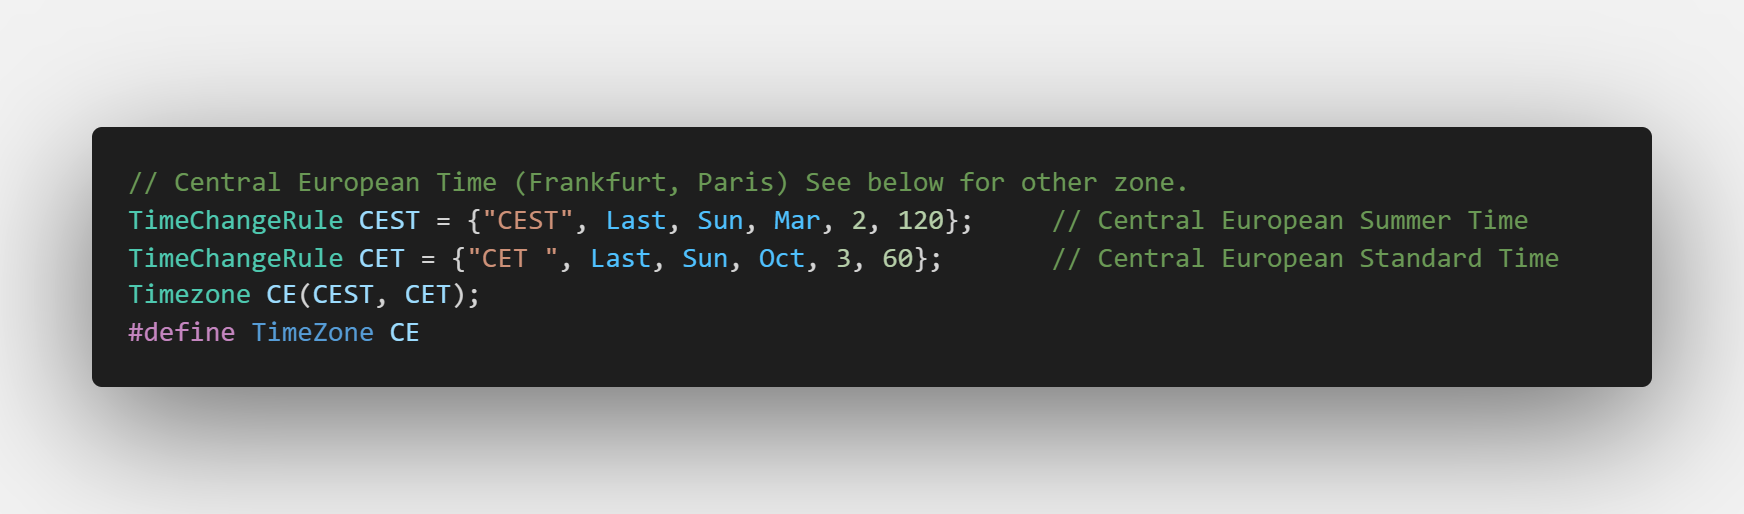 // Central European Time (Frankfurt, Paris) See below for other zone.
TimeChangeRule CEST = {"CEST", Last, Sun, Mar, 2, 120};     // Central European Summer Time
TimeChangeRule CET = {"CET ", Last, Sun, Oct, 3, 60};       // Central European Standard Time
Timezone CE(CEST, CET);
#define TimeZone CE